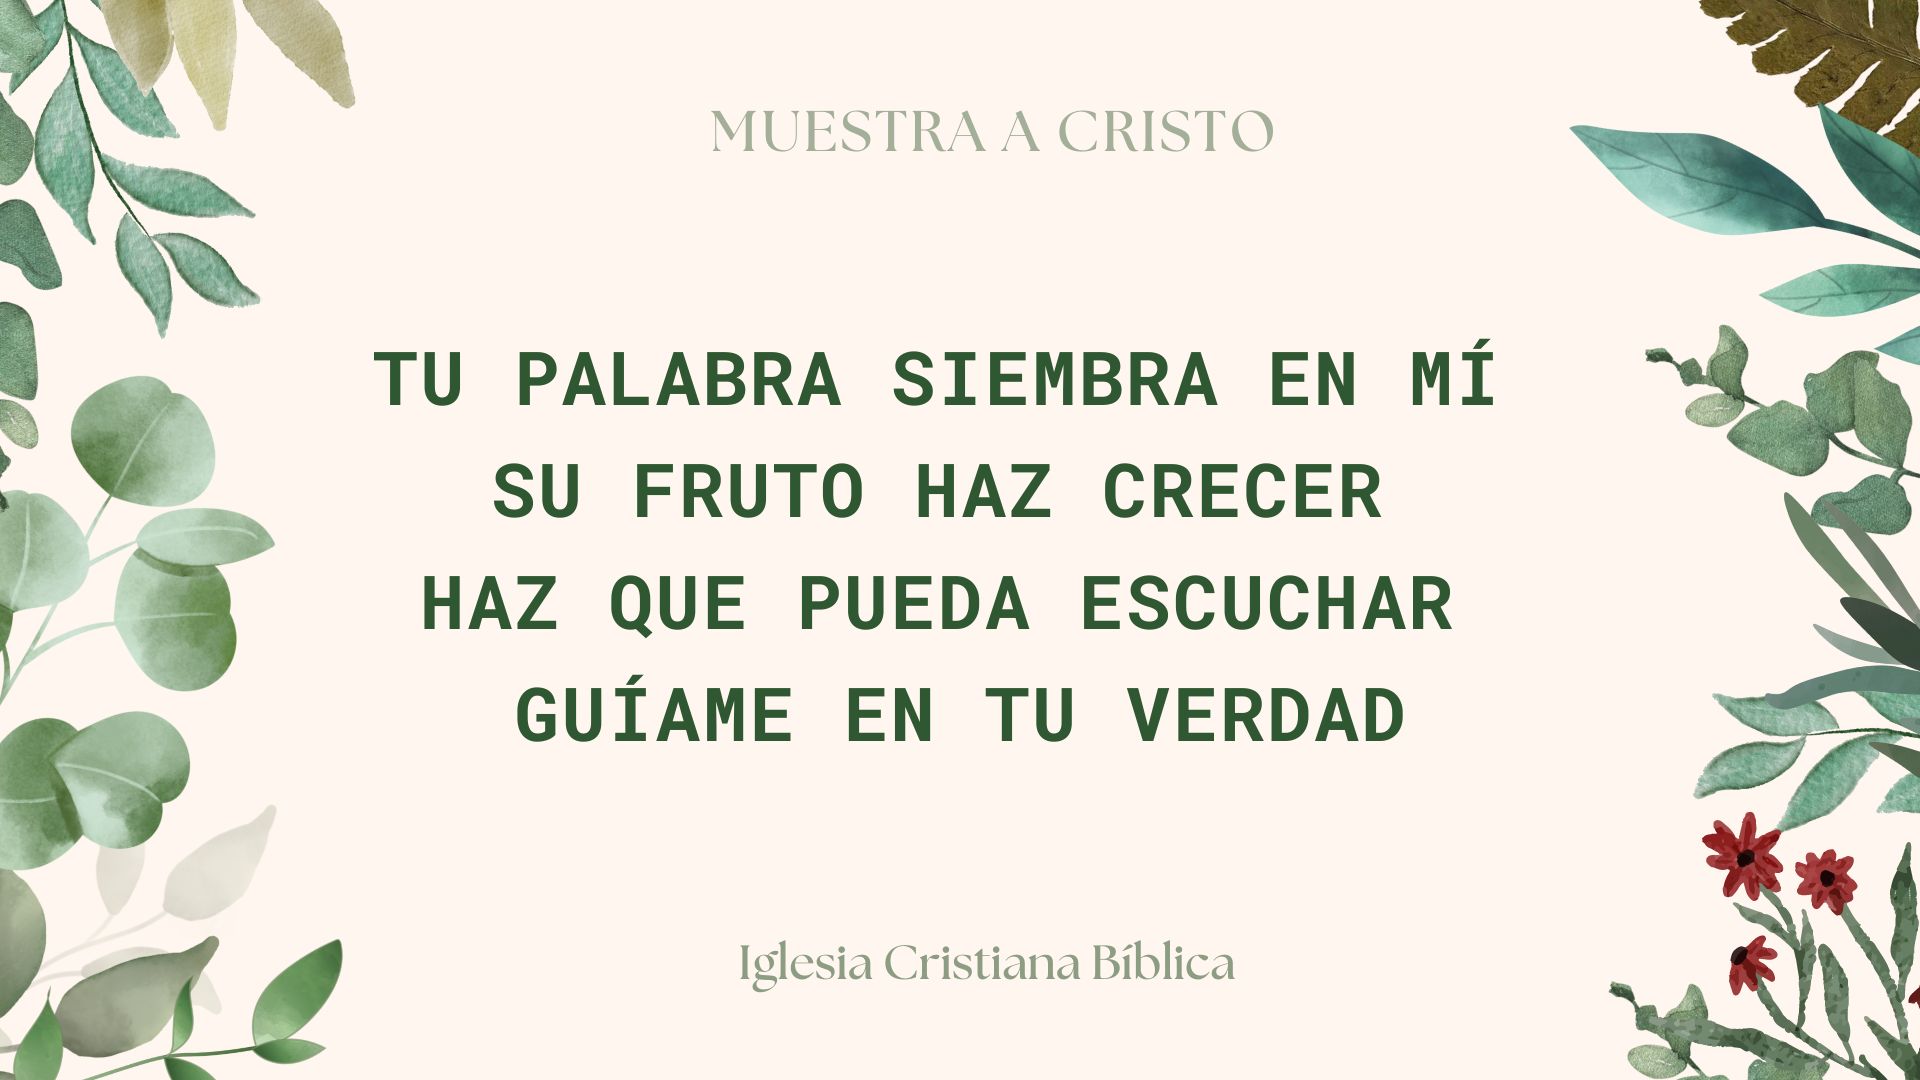 MUESTRA A CRISTO
TU PALABRA SIEMBRA EN MÍ
SU FRUTO HAZ CRECER
HAZ QUE PUEDA ESCUCHAR
GUÍAME EN TU VERDAD
Iglesia Cristiana Bíblica